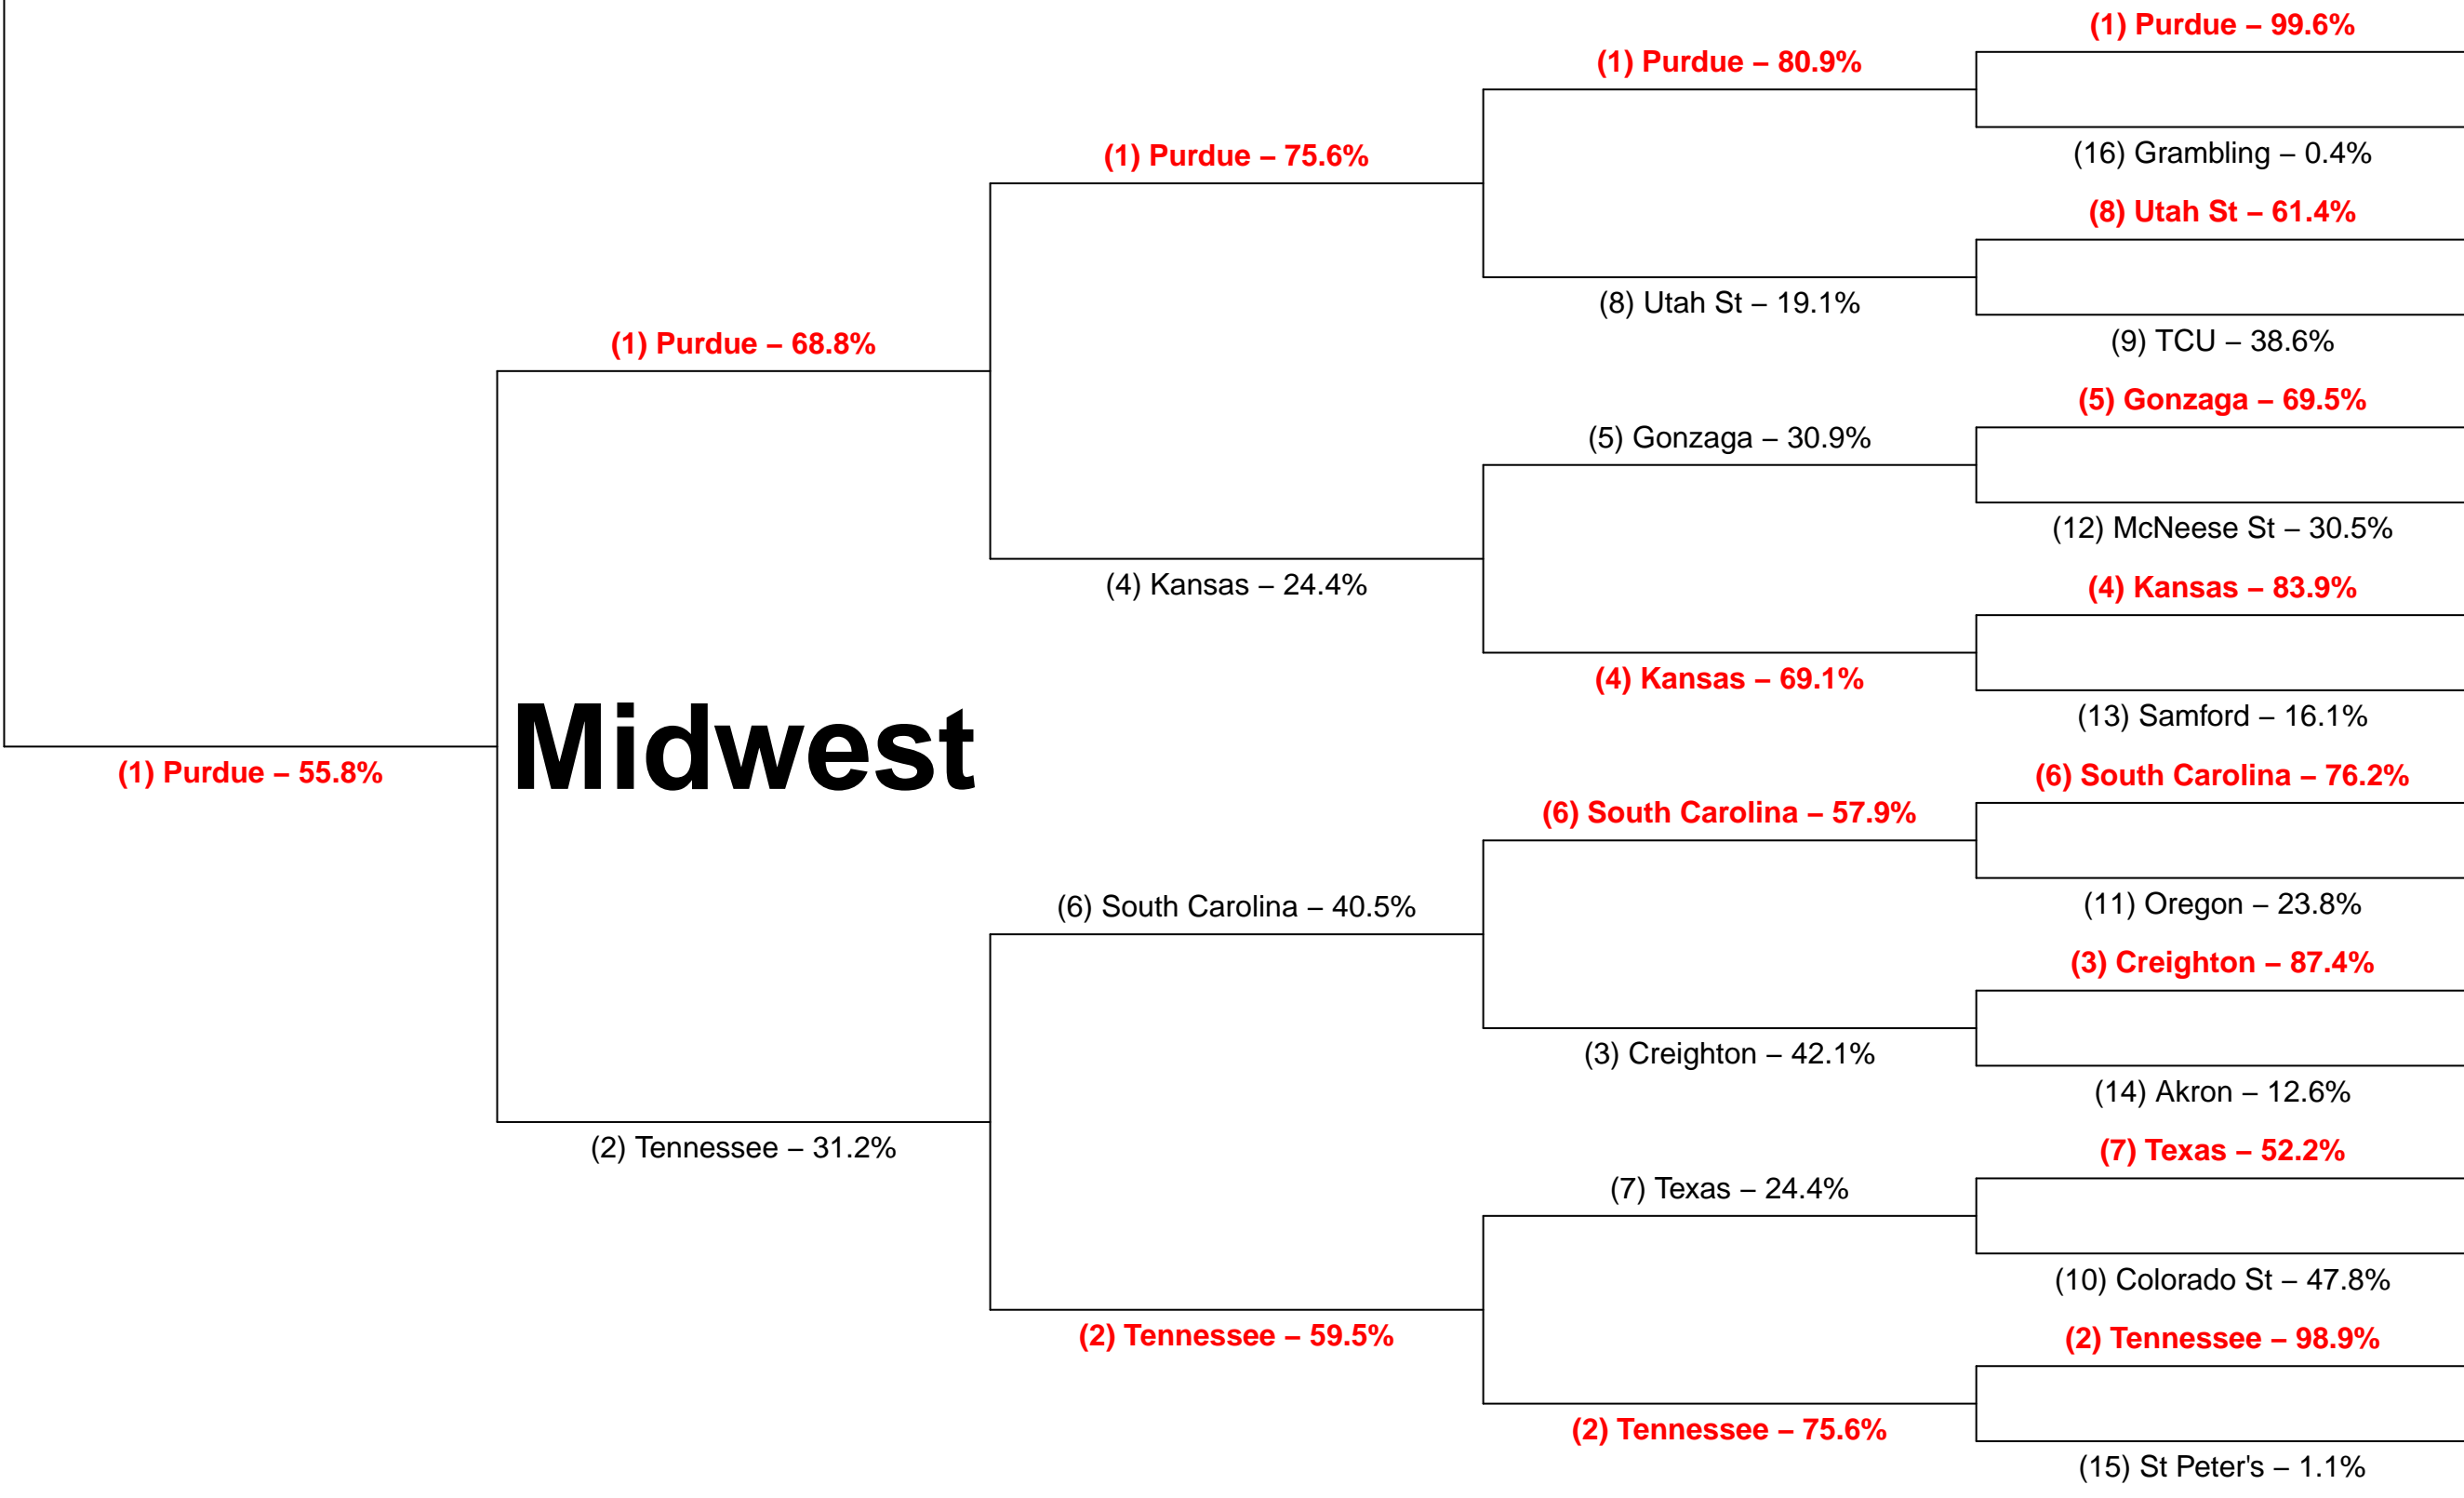 (1) Purdue – 99.6%
(1) Purdue – 80.9%
(1) Purdue – 75.6%
(16) Grambling – 0.4%
(8) Utah St – 61.4%
(8) Utah St – 19.1%
(1) Purdue – 68.8%
(9) TCU – 38.6%
(5) Gonzaga – 69.5%
(5) Gonzaga – 30.9%
(12) McNeese St – 30.5%
(4) Kansas – 24.4%
(4) Kansas – 83.9%
(4) Kansas – 69.1%
(13) Samford – 16.1%
Midwest
(1) Purdue – 55.8%
(6) South Carolina – 76.2%
(6) South Carolina – 57.9%
(6) South Carolina – 40.5%
(11) Oregon – 23.8%
(3) Creighton – 87.4%
(3) Creighton – 42.1%
(14) Akron – 12.6%
(2) Tennessee – 31.2%
(7) Texas – 52.2%
(7) Texas – 24.4%
(10) Colorado St – 47.8%
(2) Tennessee – 59.5%
(2) Tennessee – 98.9%
(2) Tennessee – 75.6%
(15) St Peter's – 1.1%